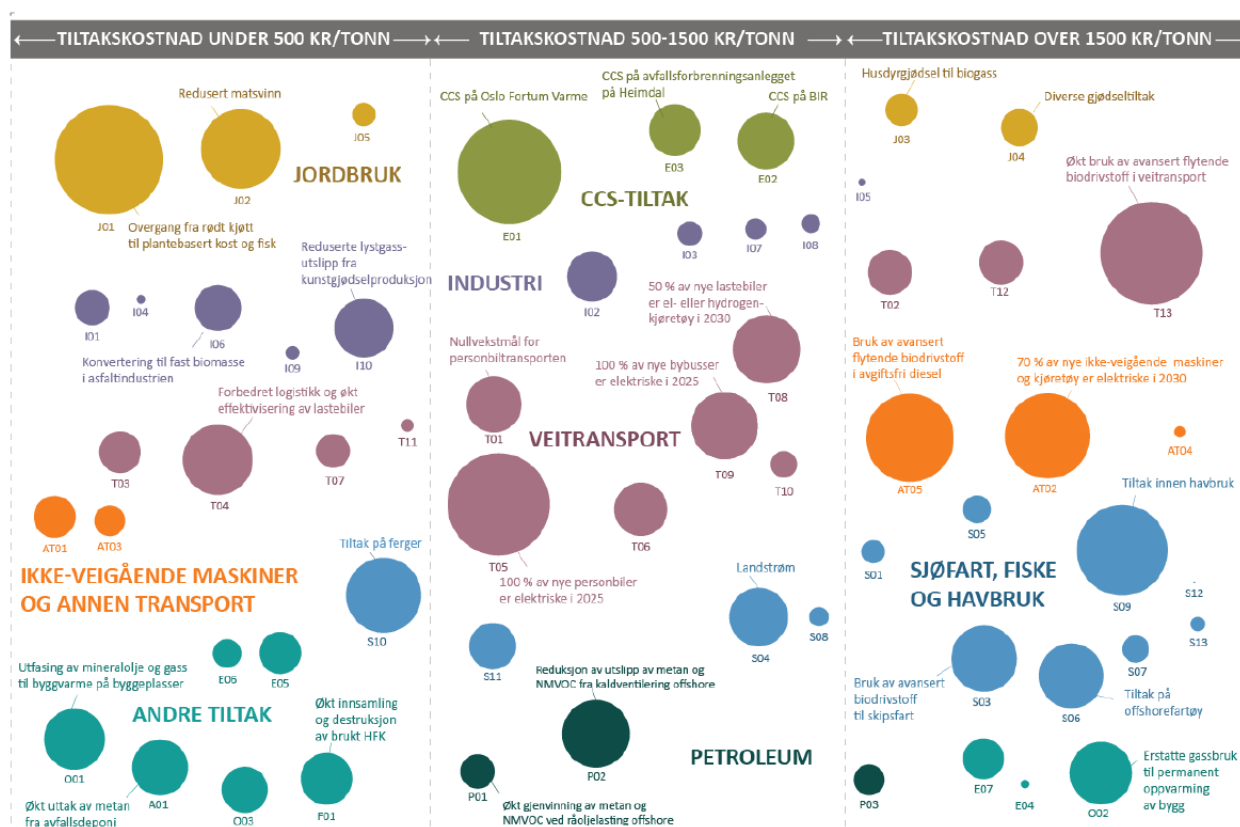 TILTAKSKOSTNAD UNDER 500 KR/TONN
TILTAKSKOSTNAD 500-1500 KR/TONN
TILTAKSKOSTNAD OVER 1500 KR/TONN
Redusert matsvinn
J05
J02
JORDBRUK
J01
Overgang fra rødt kjøtt
til plantebasert kost og fisk
Reduserte lystgass-
utslipp fra
kunstgjødselproduksjon
I01
I04
I06
I09
I10
Konvertering til fast biomasse
i asfaltindustrien
Forbedret logistikk og økt
effektivisering av lastebiler
T11
T03
T04
T07
AT01
AT03
IKKE-VEIGÅENDE MASKINER
OG ANNEN TRANSPORT
Tiltak på ferger
S10
E06
E05
Utfasing av mineralolje og gass
til byggvarme på byggeplasser
ANDRE TILTAK
Økt innsamling
og destruksjon
av brukt HFK
O01
A01
O03
F01
Økt uttak av metan
fra avfallsdeponi
CCS på Oslo Fortum Varme
CCS på avfallsforbrenningsanlegget
på Heimdal
CCS på BIR
E03
E02
CCS-TILTAK
E01
I03
I07
I08
INDUSTRI
I02
50 % av nye lastebiler
er el- eller hydrogen-
kjøretøy i 2030
Nullvekstmål for
personbiltransporten
100 % av nye bybusser
er elektriske i 2025
T08
T01
VEITRANSPORT
T09
T10
T05
T06
100 % av nye personbiler
er elektriske i 2025
Landstrøm
S04
S08
S11
Reduksjon av utslipp av metan og
NMVOC fra kaldventilering offshore
PETROLEUM
P01
P02
Økt gjenvinning av metan og
NMVOC ved råoljelasting offshore
Husdyrgjødsel til biogass
Diverse gjødseltiltak
J03
J04
Økt bruk av avansert flytende
biodrivstoff i veitransport
I05
T02
T12
T13
Bruk av avansert
flytende biodrivstoff
i avgiftsfri diesel
70 % av nye ikke-veigående maskiner
og kjøretøy er elektriske i 2030
AT04
AT05
AT02
Tiltak innen havbruk
S05
S01
SJØFART, FISKE
OG HAVBRUK
S09
S12
S13
S07
Bruk av avansert
biodrivstoff
til skipsfart
S03
S06
Tiltak på
offshorefartøy
P03
E07
E04
O02
Erstatte gassbruk
til permanent
oppvarming
av bygg